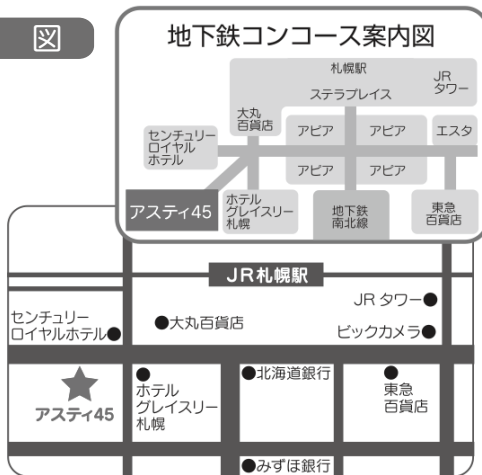 図
地下鉄コンコース案内図
札幌駅
ステラプレイス
JR
タワー
大丸
百貨店
アピア
アピア
エスタ
センチュリー
ロイヤル
ホテル
アピア
アピア
アスティ45
ホテル
グレイスリー
札幌
地下鉄
南北線
東急
百貨店
JR札幌駅
JRタワー
センチュリー
ロイヤルホテル
大丸百貨店
ビックカメラ
アスティ45
ホテル
グレイスリー
札幌
北海道銀行
東急
百貨店
みずほ銀行